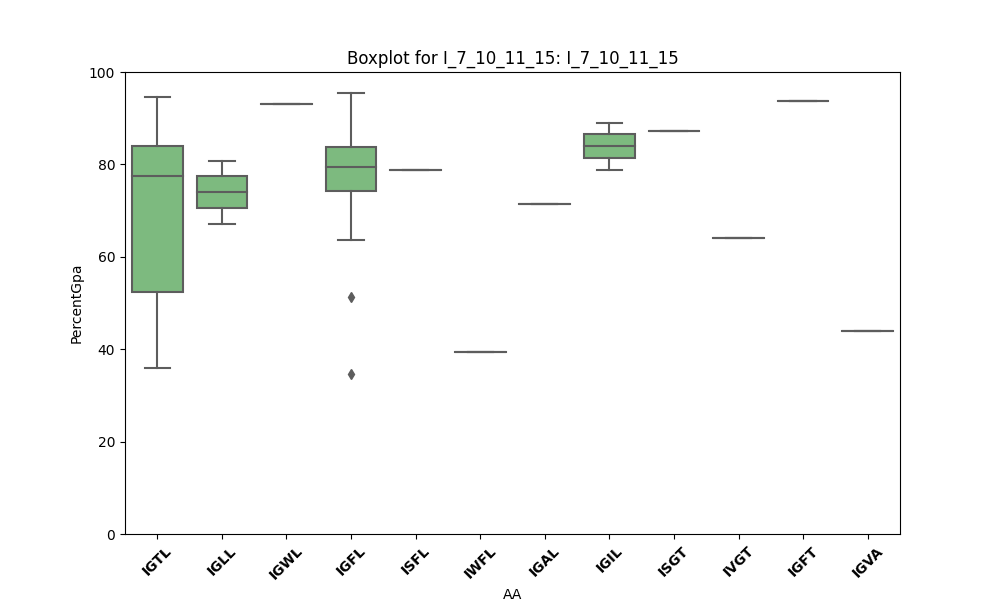 Boxplot for I_7_10_11_15: I_7_10_11_15
100
80
60
40
20
0
PercentGpa
IGTL
IGLL
IGWL
IGFL
ISFL
IWFL
IGAL
IGIL
ISGT
IVGT
IGFT
IGVA
AA